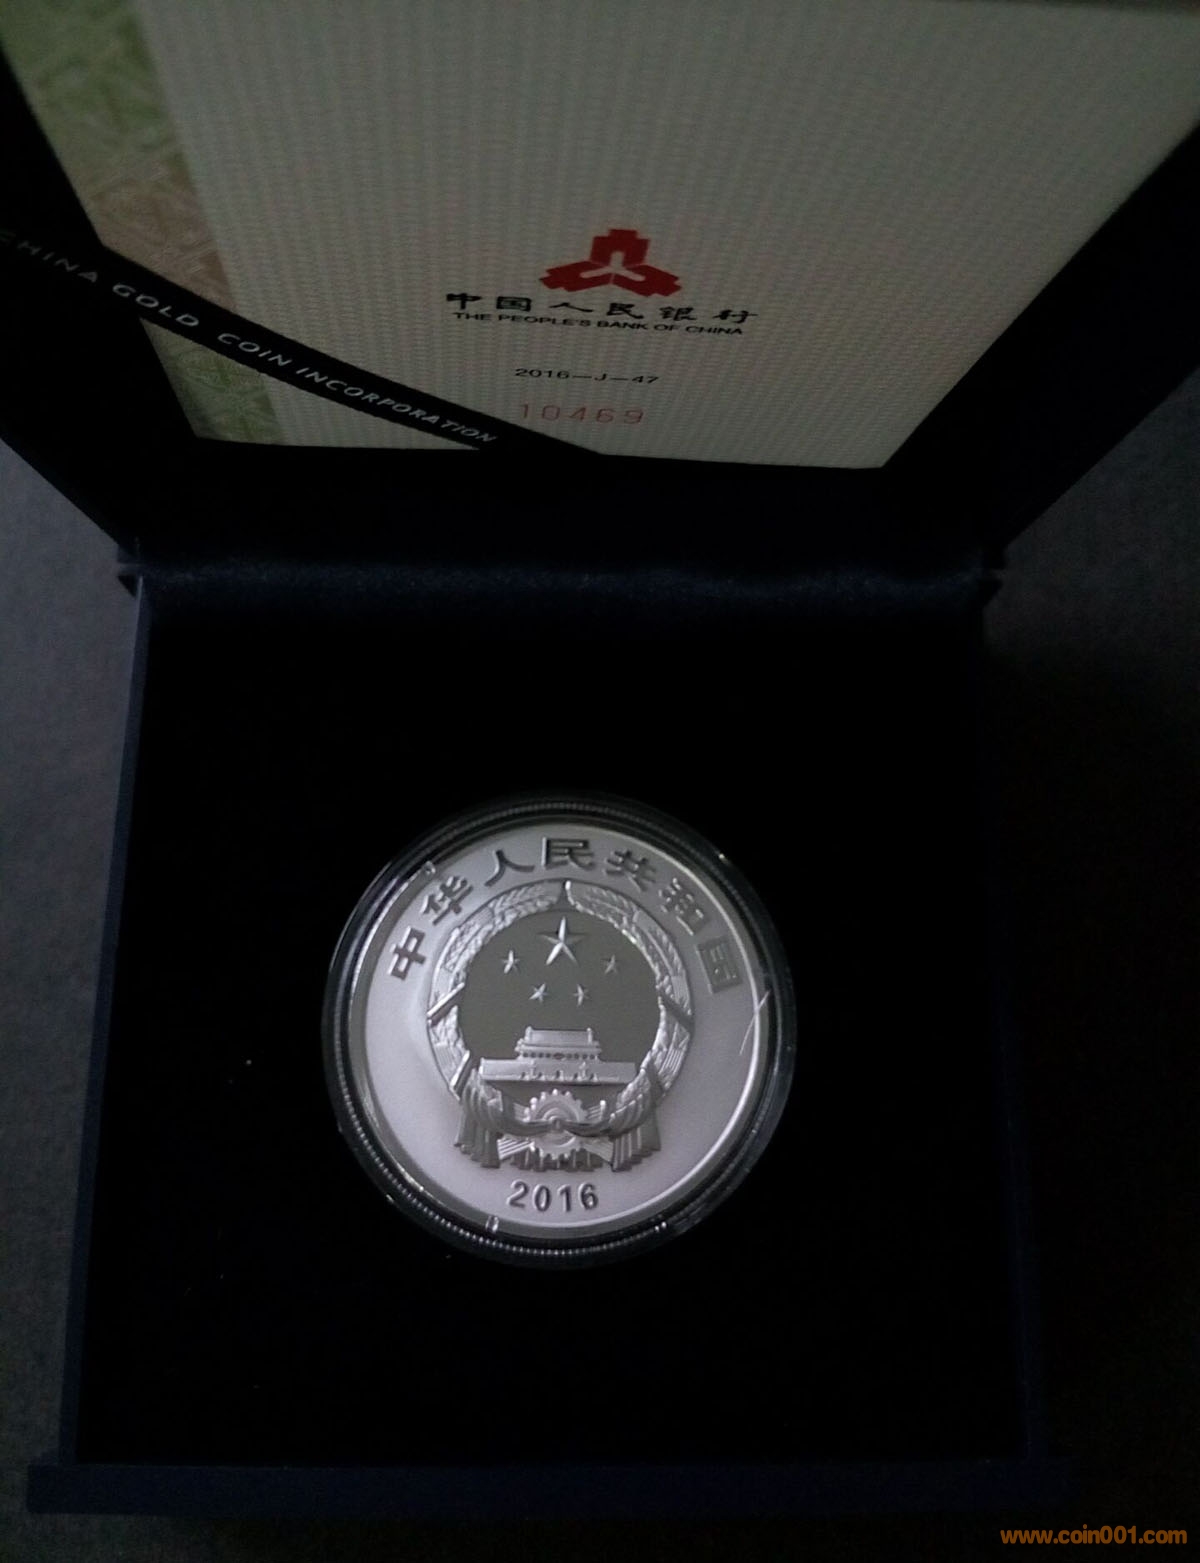 中国人民银行
THE PEOPLE'S BANK OF CHINA
2016-J-47
10469
CHINA GOLD COIN INCORPORATION
中华人民共和国
2016
www.coin001.com